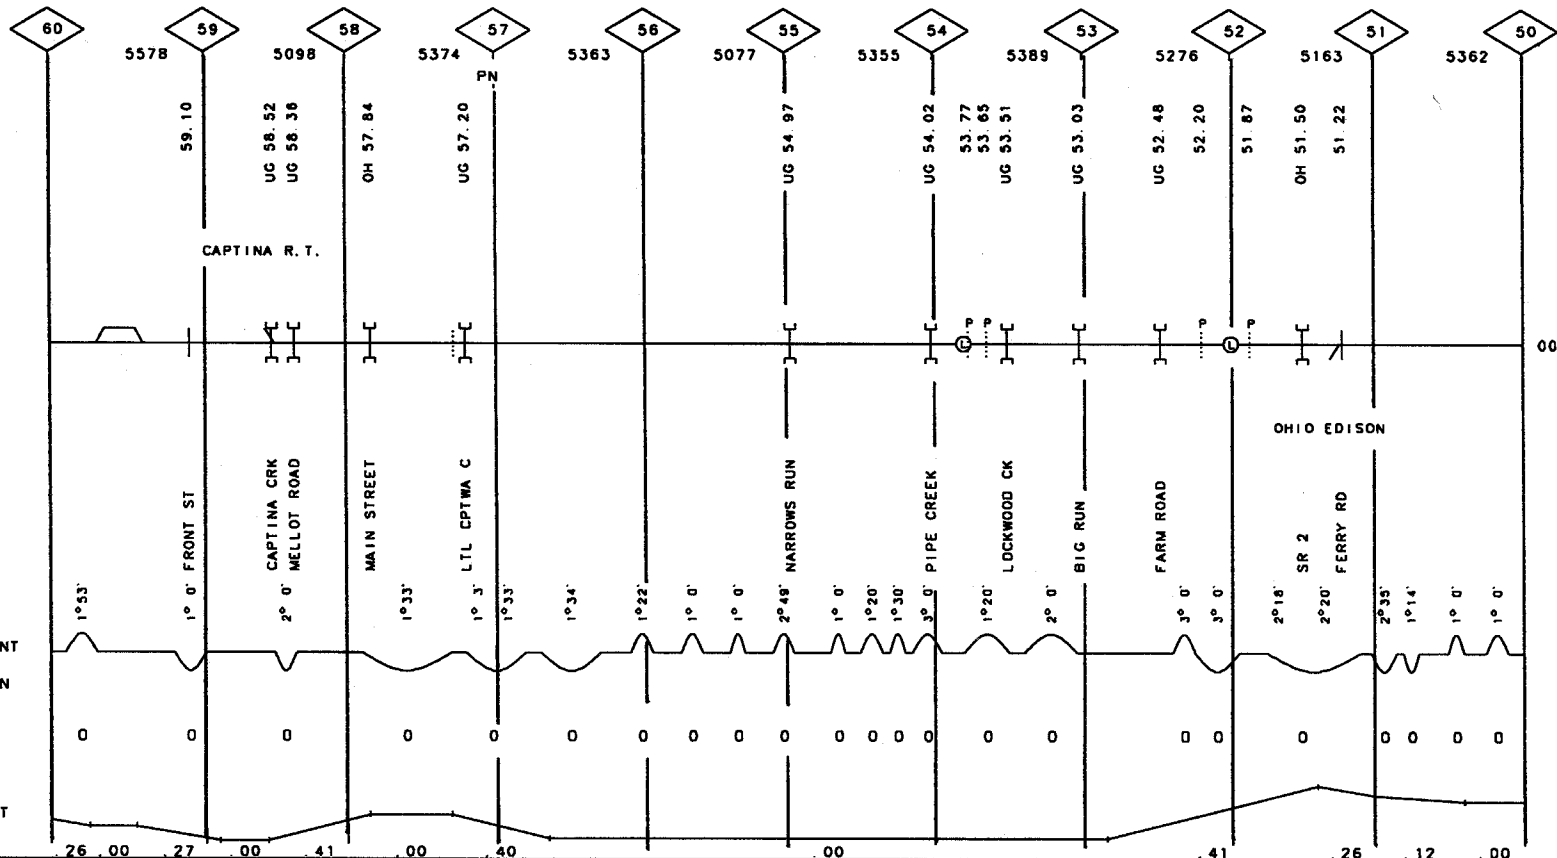 60 59 58 57 56 55 54 53 52 51 50
5578 5098 5374 5363 5077 5355 5389 5276 5163 5362
PN
59.10
UG 58.52
UG 58.38
OH 57.84
UG 57.20
UG 54.97
UG 54.02
53.77
53.65
UG 53.51
UG 53.03
UG 52.48
52.20
51.87
OH 51.50
51.22
CAPTINA R.T.
P P P P
L L
00
OHIO EDISON
FRONT ST
CAPTINA CRK
MELLOT ROAD
MAIN STREET
LTL CPTWA C
NARROWS RUN
PIPE CREEK
LOCKWOOD CK
BIG RUN
FARM ROAD
SR 2
FERRY RD
1°53' 1° 0' 2° 0' 1°33' 1° 3' 1°33' 1°34' 1°22' 1° 0' 1° 0' 2°49' 1° 0' 1°20' 1°30' 3° 0' 1°20' 2° 0' 3° 0' 3° 0' 2°18' 2°20' 2°35' 1°14' 1° 0' 1° 0'
NT
N
0 0 0 0 0 0 0 0 0 0 0 0 0 0 0 0 0 0 0 0 0 0 0
T
.26 .00 .27 .00 .41 .00 .40 .00 .41 .26 .12 .00